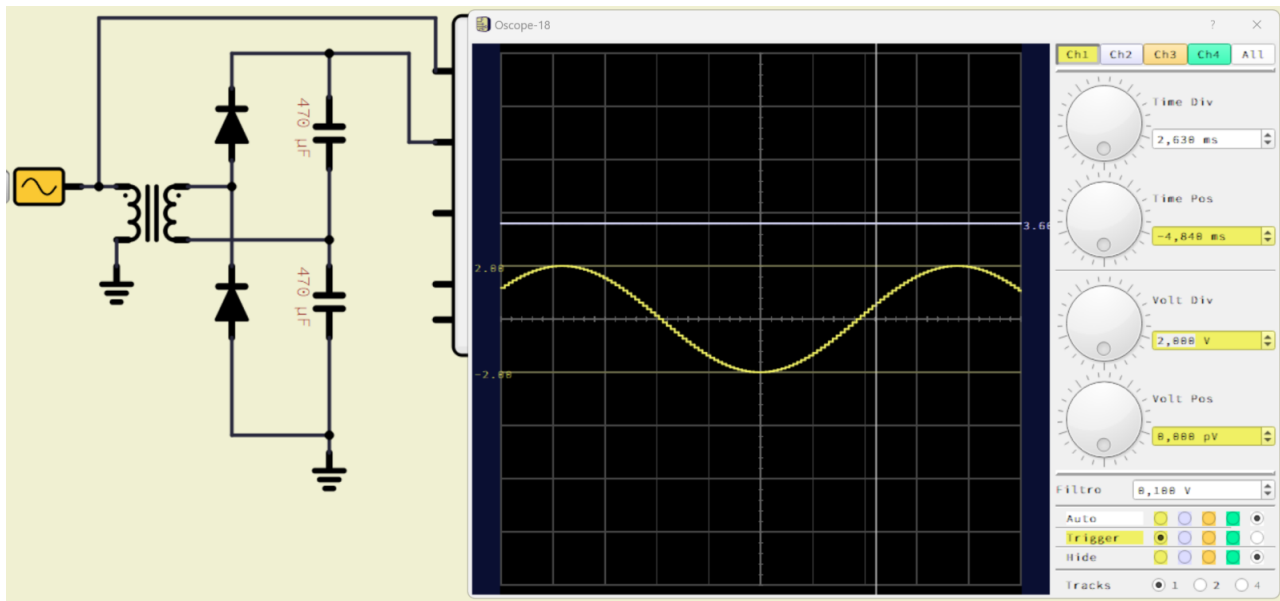 Oscope-18
?
Ch1 Ch2 Ch3 Ch4 All
Time Div
2,630 ms
Time Pos
-4,840 ms
Volt Div
2,000 V
Volt Pos
0,000 pV
Filtro 0,100 V
Auto
Trigger
Hide
Tracks 1 2 4
470 µF
470 µF
2.00
-2.00